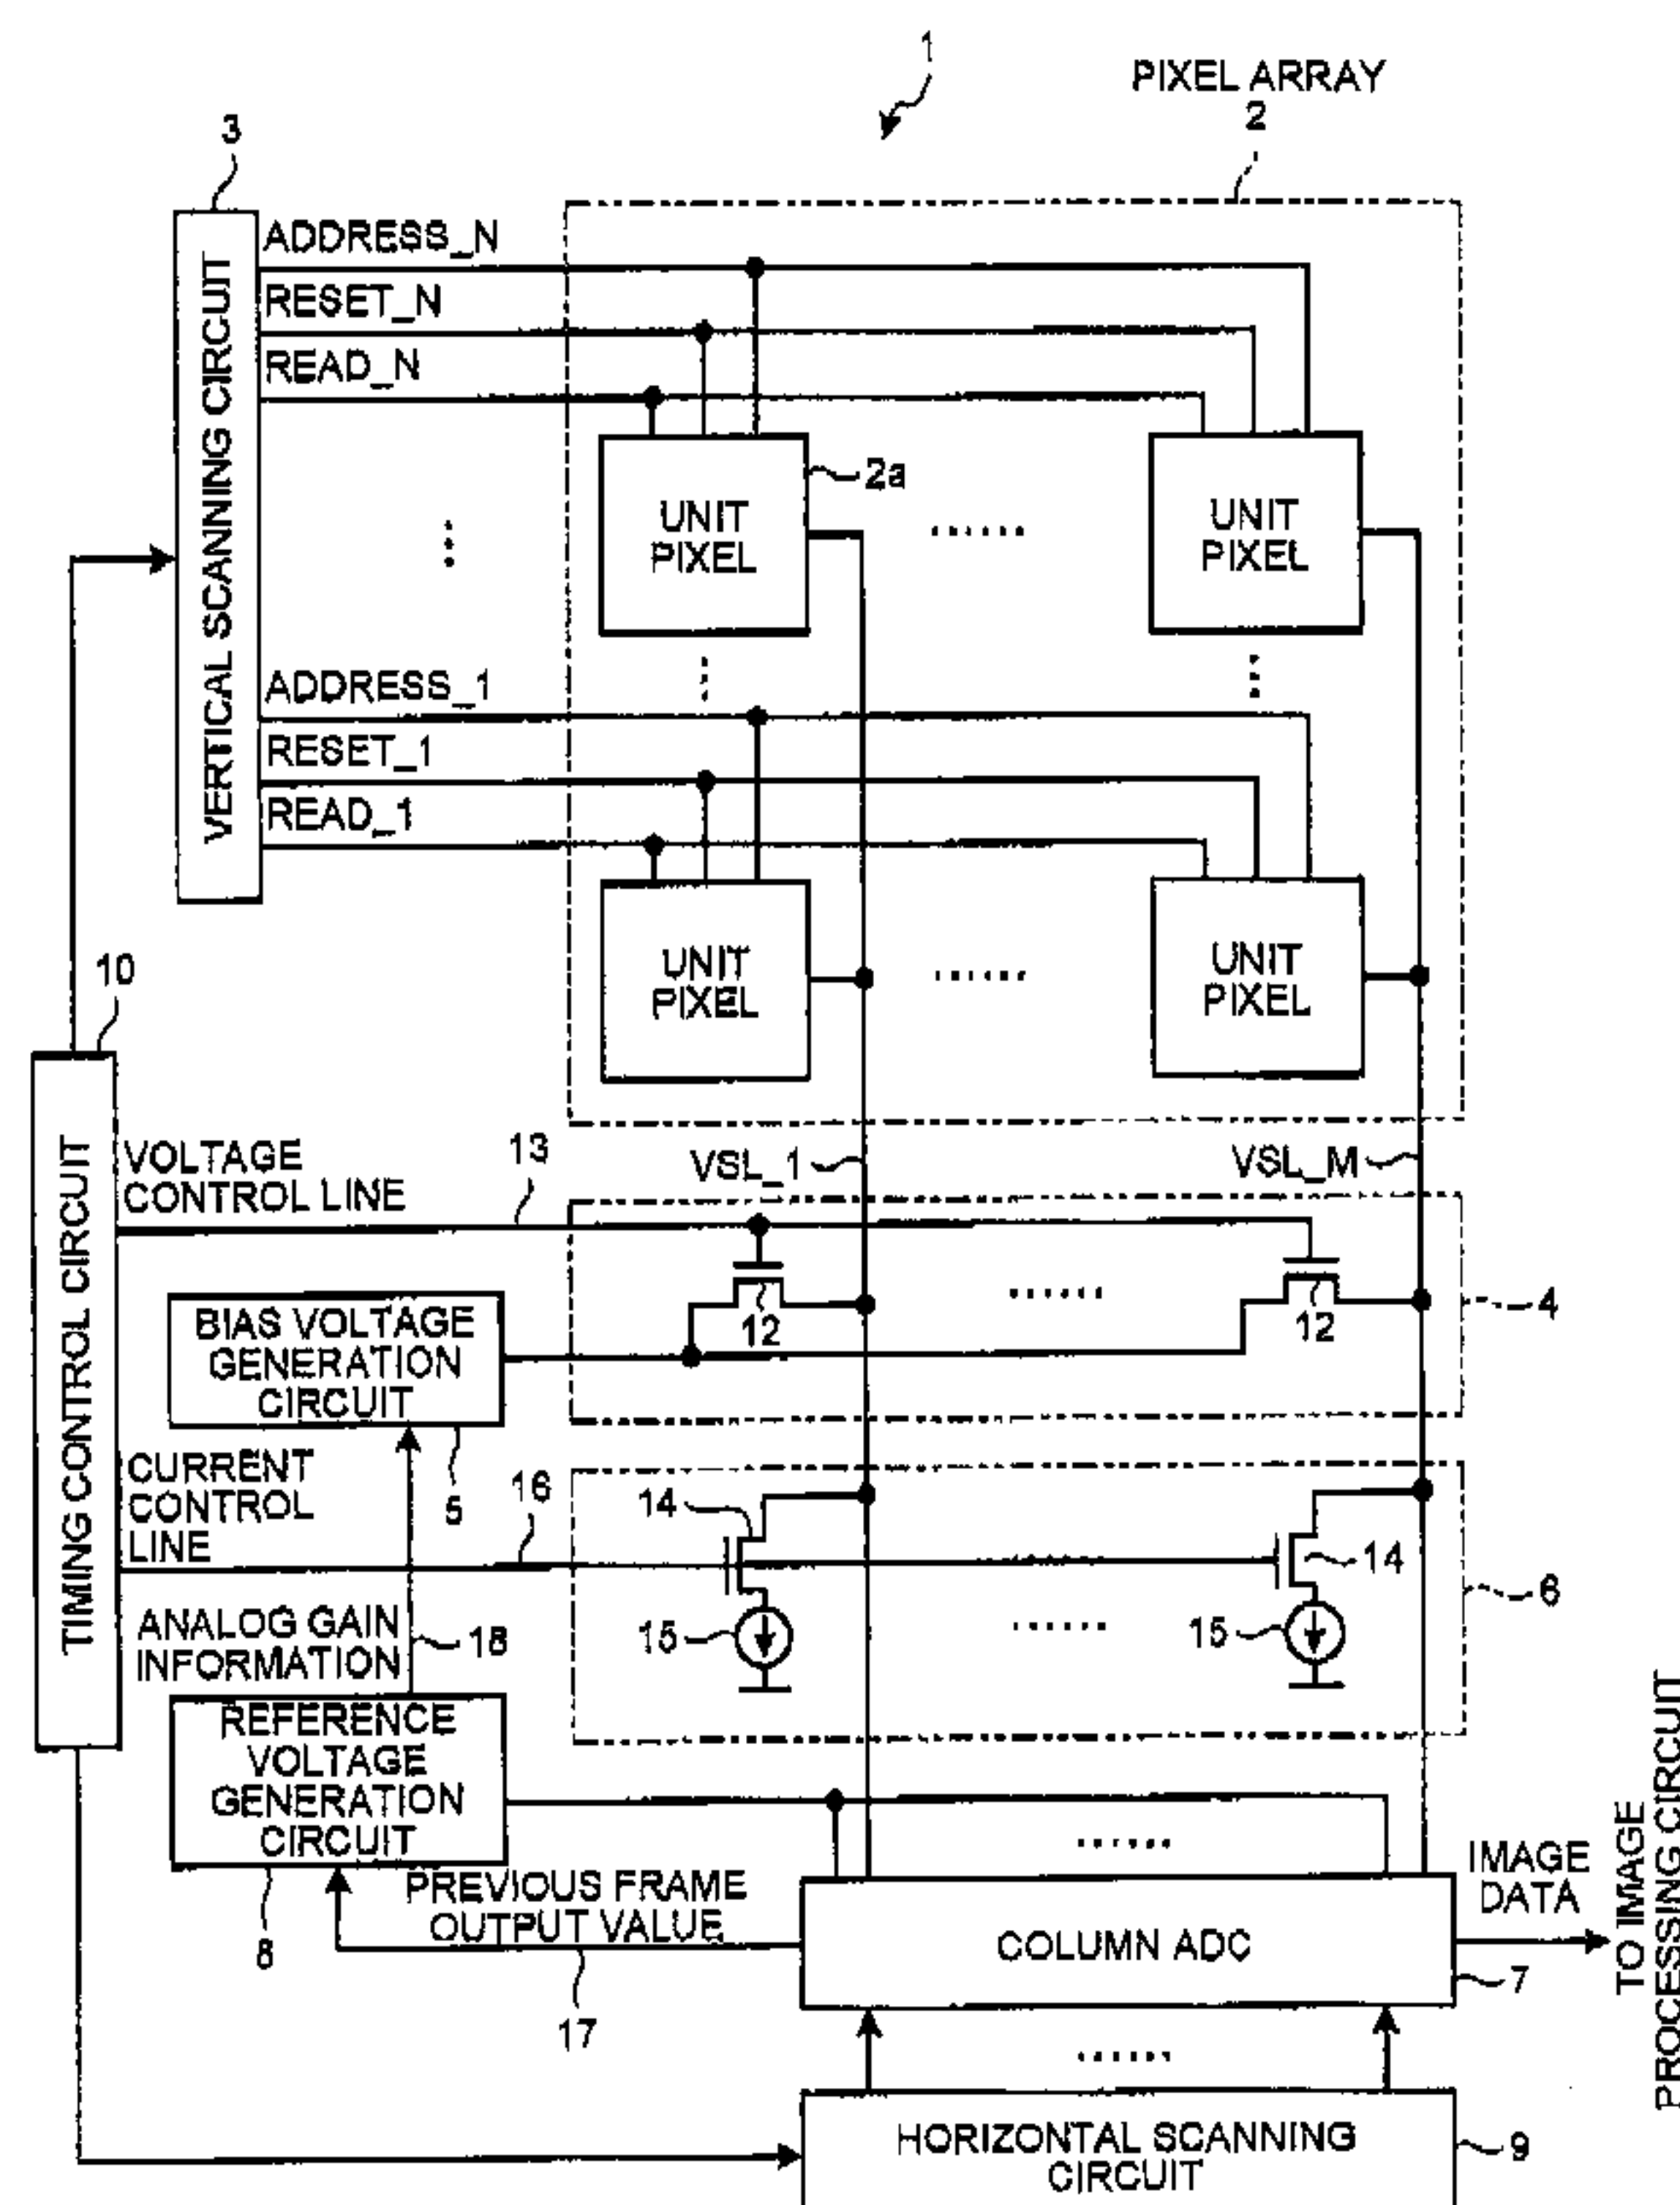 1
PIXEL ARRAY
2
3
ADDRESS_N
RESET_N
READ_N
VERTICAL SCANNING CIRCUIT
2a
UNIT
PIXEL
UNIT
PIXEL
ADDRESS_1
RESET_1
READ_1
UNIT
PIXEL
UNIT
PIXEL
10
TIMING CONTROL CIRCUIT
VOLTAGE
CONTROL LINE
13
VSL_1
VSL_M
12
12
4
BIAS VOLTAGE
GENERATION
CIRCUIT
5
CURRENT
CONTROL
LINE
16
14
14
6
15
15
ANALOG GAIN
INFORMATION
18
REFERENCE
VOLTAGE
GENERATION
CIRCUIT
8
PREVIOUS FRAME
OUTPUT VALUE
17
COLUMN ADC
7
IMAGE
DATA
TO IMAGE
PROCESSING CIRCUIT
HORIZONTAL SCANNING
CIRCUIT
9